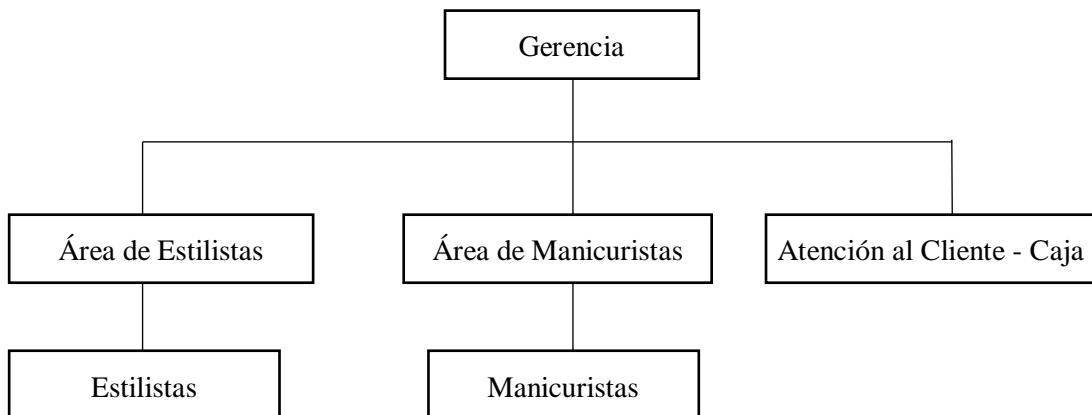 Gerencia
Área de Estilistas
Área de Manicuristas
Atención al Cliente - Caja
Estilistas
Manicuristas